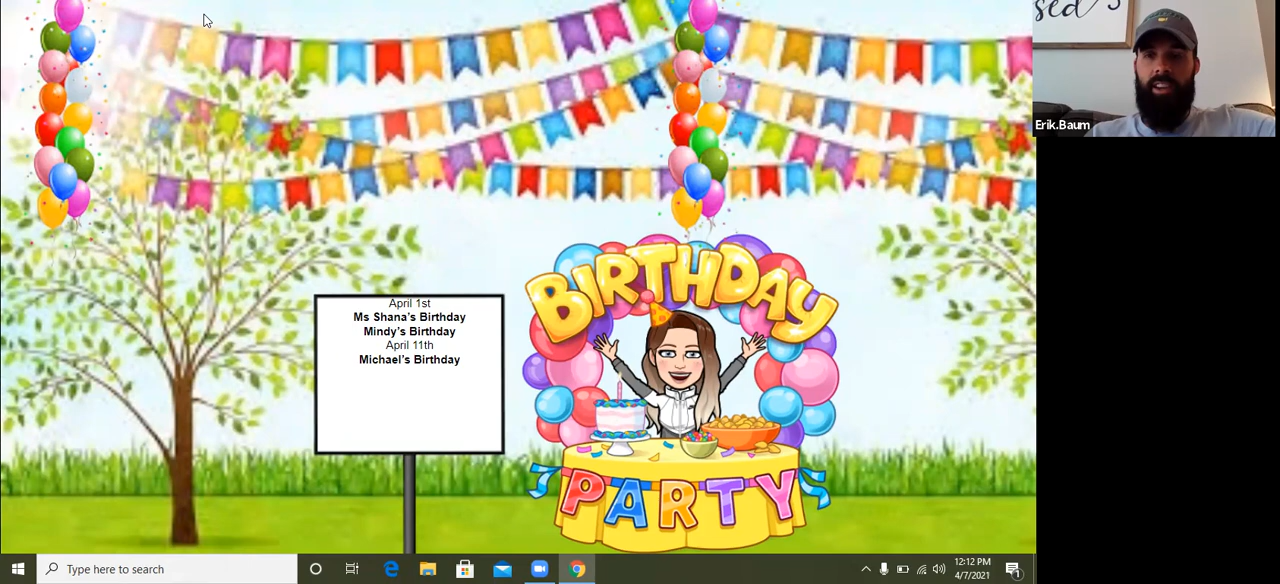 sed
Erik.Baum
BIRTHDAY
April 1st
Ms Shana's Birthday
Mindy's Birthday
April 11th
Michael's Birthday
PARTY
Type here to search
12:12 PM
4/7/2021
1